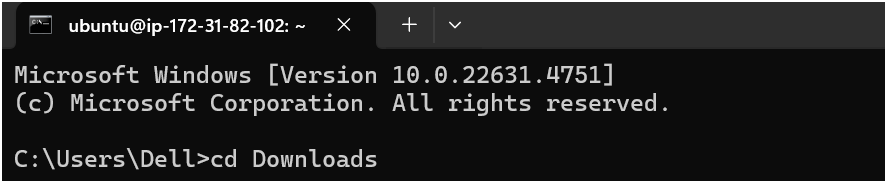 ubuntu@ip-172-31-82-102: ~
Microsoft Windows [Version 10.0.22631.4751]
(c) Microsoft Corporation. All rights reserved.
C:\Users\Dell>cd Downloads